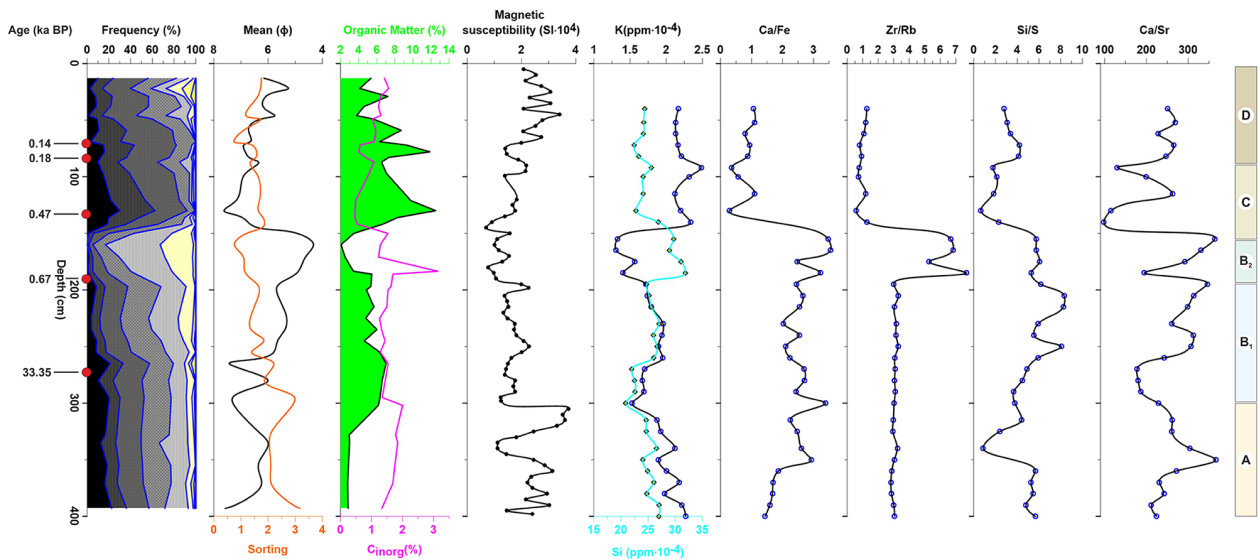 Magnetic
Age (ka BP) Frequency (%) Mean (ϕ) Organic Matter (%) susceptibility (SI·10⁴) K(ppm·10⁻⁴) Ca/Fe Zr/Rb Si/S Ca/Sr
0 20 40 60 80 100 4 6 8 2 4 6 8 10 12 14 0 1 2 3 4 5 1 1.5 2 2.5 0 1 2 3 4 0 1 2 3 4 5 6 7 0 2 4 6 8 10 100 200 300
0
D
0.14
0.18
100
C
0.47
B₂
0.67
Depth (cm)
200
B₁
33.35
300
A
400
0 1 2 3 4 0 1 2 3 15 20 25 30 35
Sorting Cinorg(%) Si (ppm·10⁻⁴)